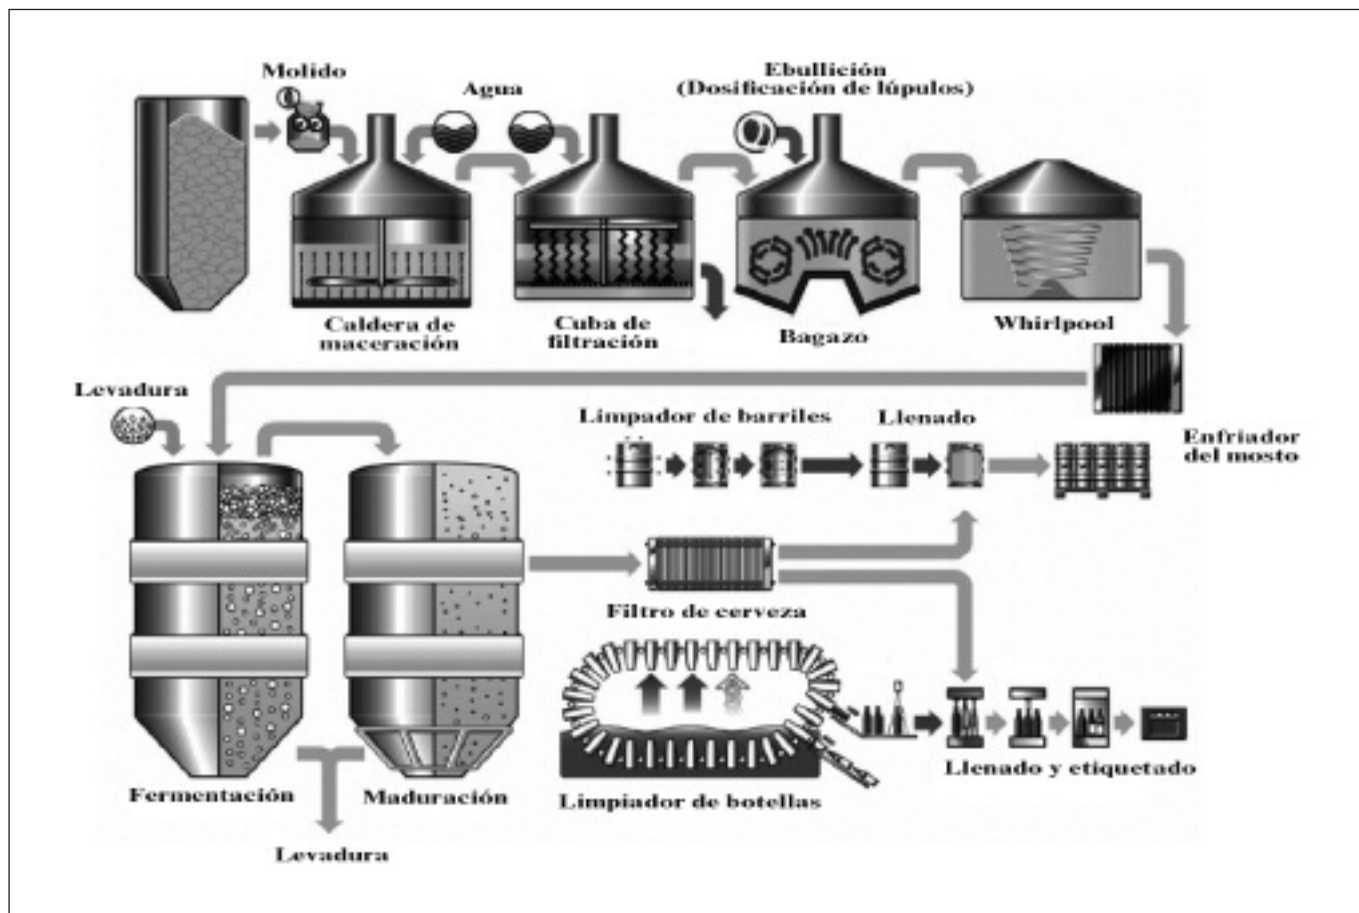 Molido
Agua
Ebullición
(Dosificación de lúpulos)
Caldera de
maceración
Cuba de
filtración
Bagazo
Whirlpool
Levadura
Limpador de barriles
Llenado
Enfriador
del mosto
Filtro de cerveza
Fermentación
Maduración
Limpiador de botellas
Llenado y etiquetado
Levadura